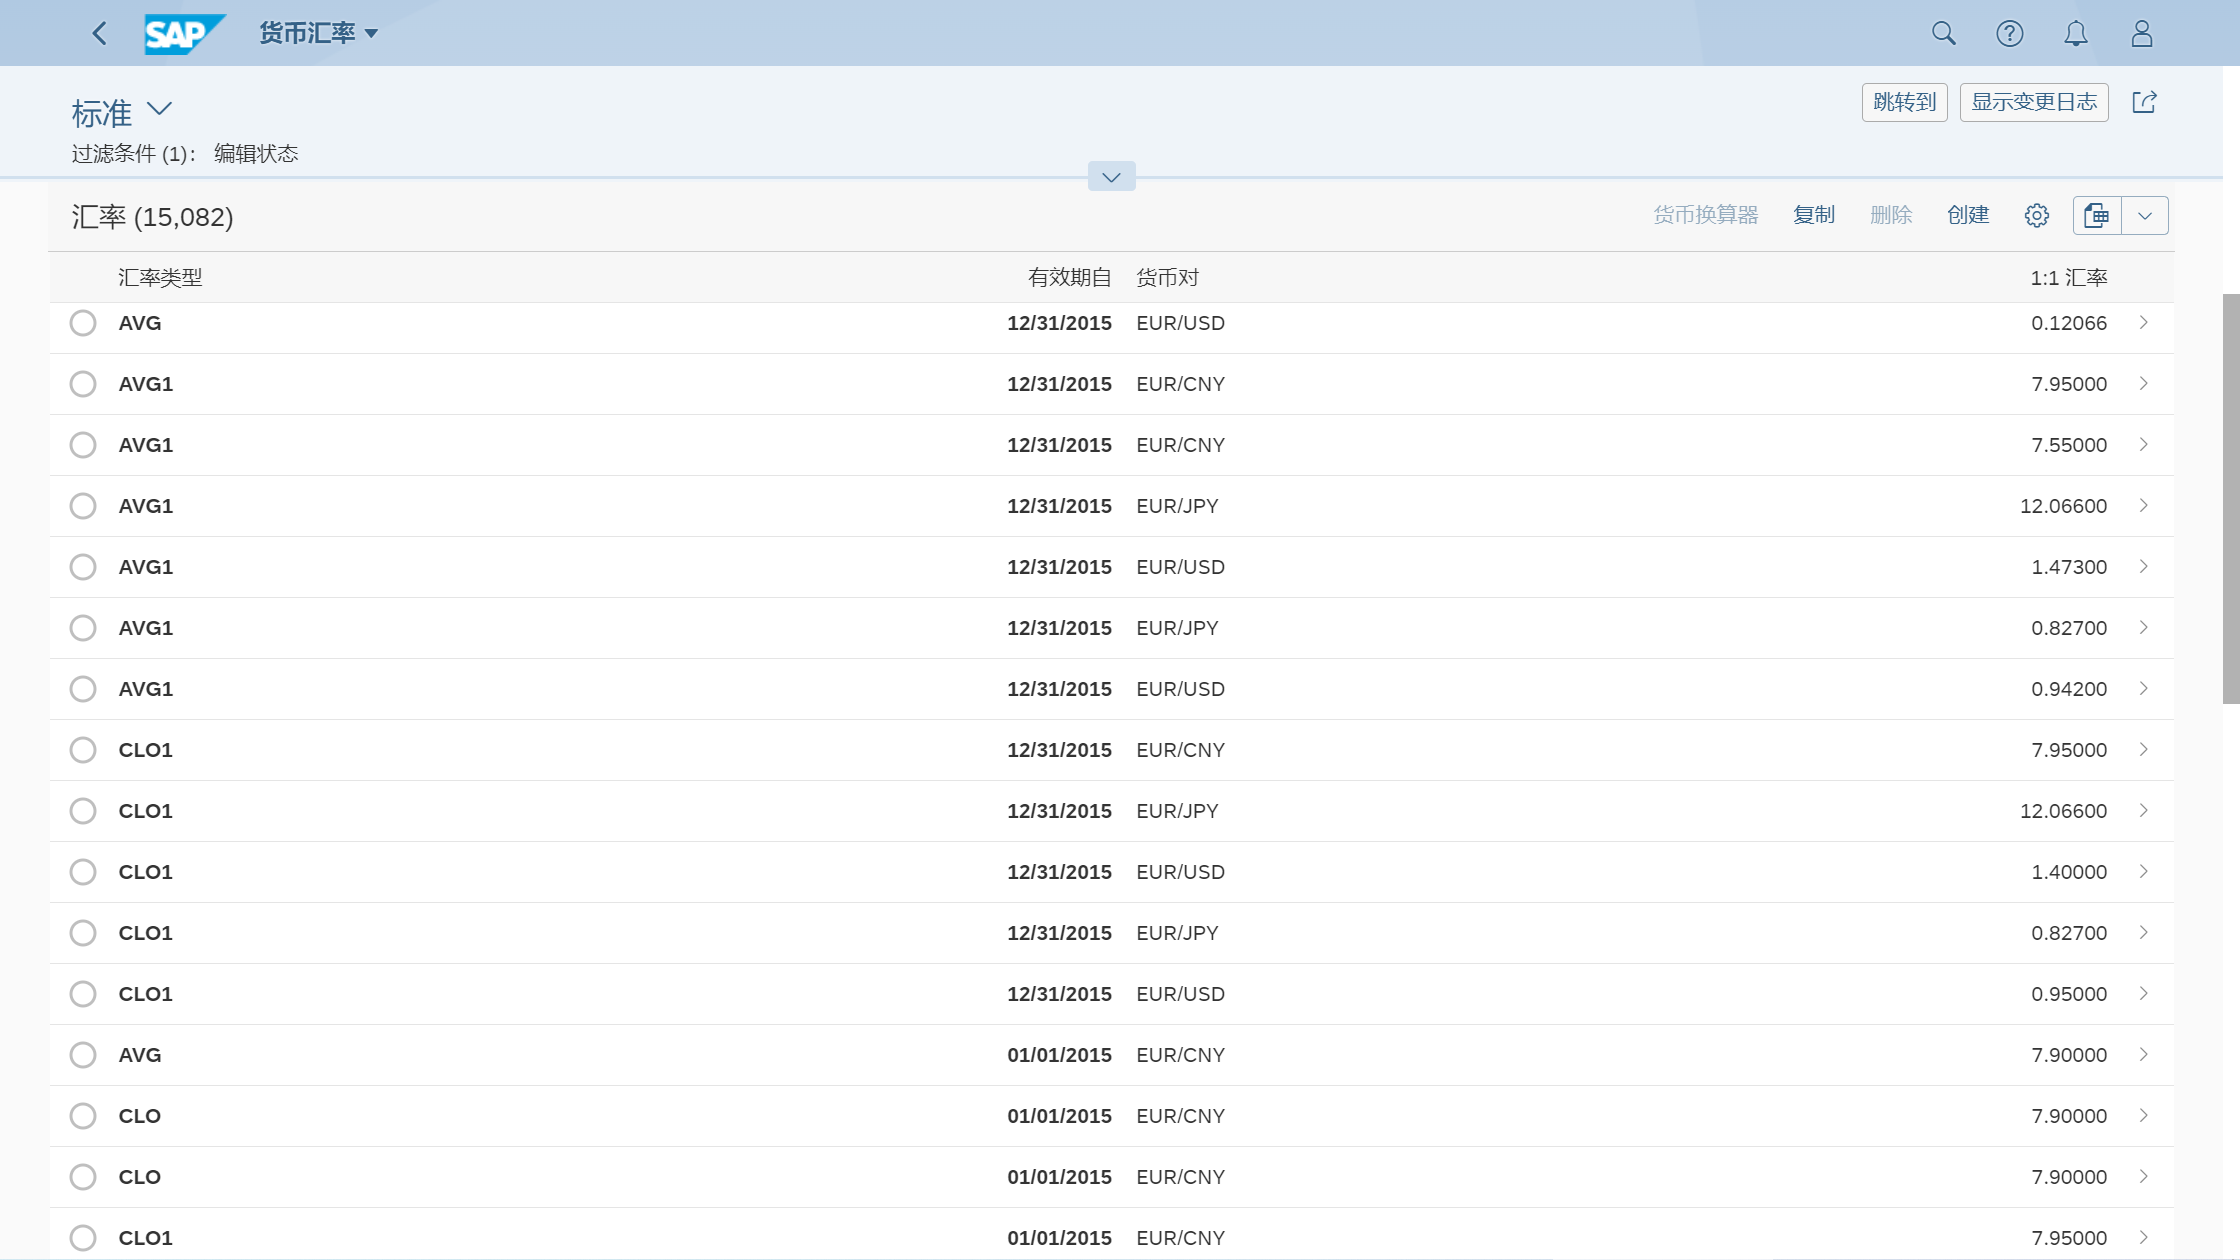 SAP 货币汇率
标准
跳转到 显示变更日志
过滤条件 (1)： 编辑状态
汇率 (15,082) 货币换算器 复制 删除 创建
汇率类型 有效期自 货币对 1:1 汇率
AVG 12/31/2015 EUR/USD 0.12066
AVG1 12/31/2015 EUR/CNY 7.95000
AVG1 12/31/2015 EUR/CNY 7.55000
AVG1 12/31/2015 EUR/JPY 12.06600
AVG1 12/31/2015 EUR/USD 1.47300
AVG1 12/31/2015 EUR/JPY 0.82700
AVG1 12/31/2015 EUR/USD 0.94200
CLO1 12/31/2015 EUR/CNY 7.95000
CLO1 12/31/2015 EUR/JPY 12.06600
CLO1 12/31/2015 EUR/USD 1.40000
CLO1 12/31/2015 EUR/JPY 0.82700
CLO1 12/31/2015 EUR/USD 0.95000
AVG 01/01/2015 EUR/CNY 7.90000
CLO 01/01/2015 EUR/CNY 7.90000
CLO 01/01/2015 EUR/CNY 7.90000
CLO1 01/01/2015 EUR/CNY 7.95000